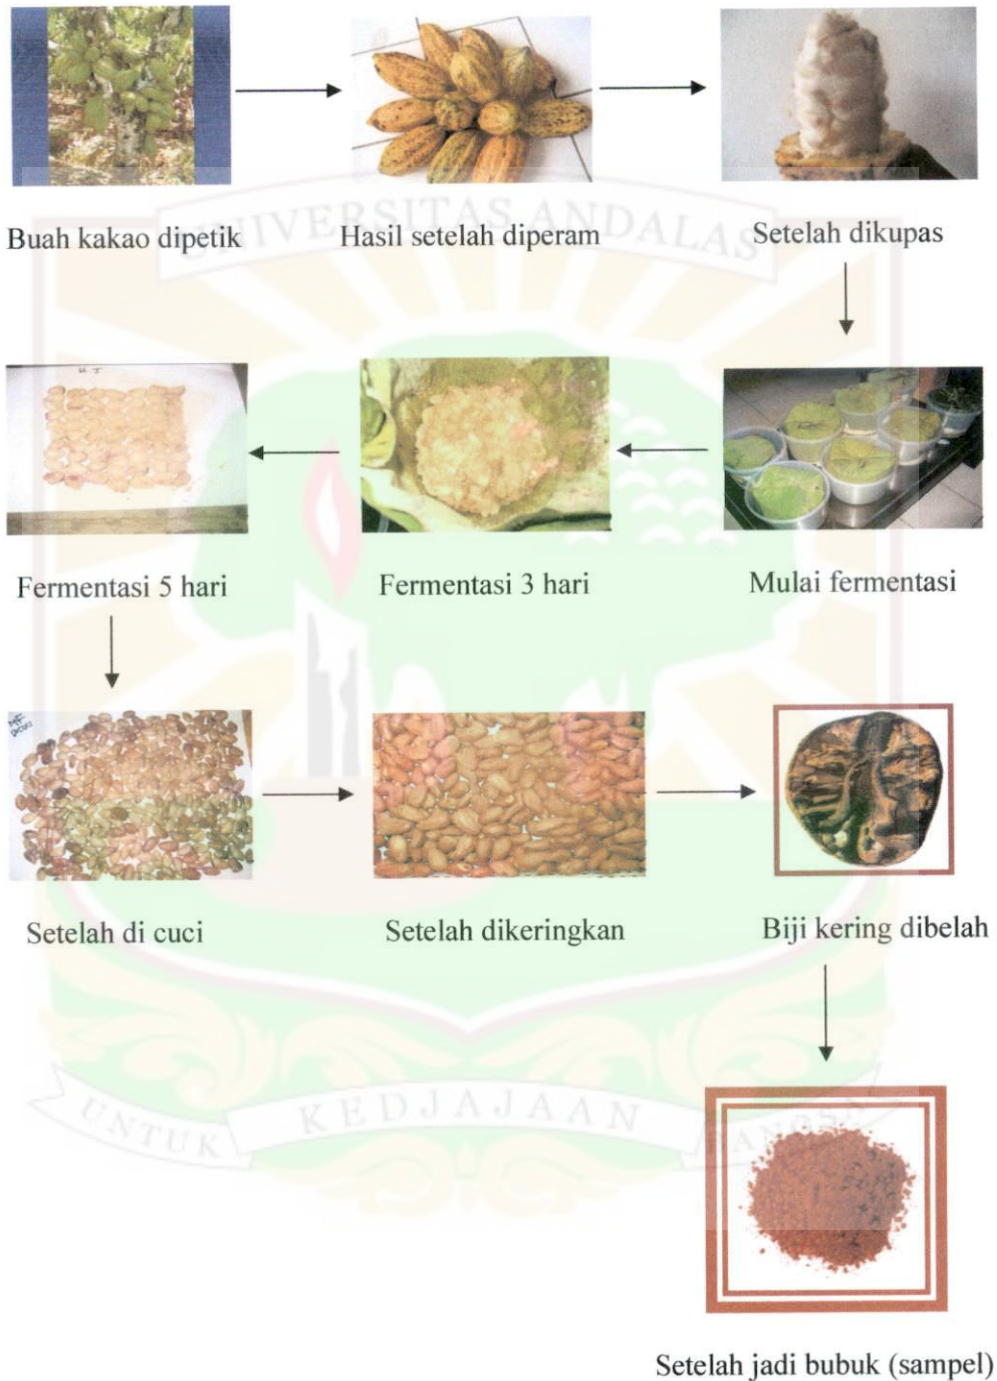 UNIVERSITAS ANDALAS
Buah kakao dipetik
Hasil setelah diperam
Setelah dikupas
Fermentasi 5 hari
Fermentasi 3 hari
Mulai fermentasi
Setelah di cuci
Setelah dikeringkan
Biji kering dibelah
UNTUK KEDJAJAAN BANGSA
Setelah jadi bubuk (sampel)